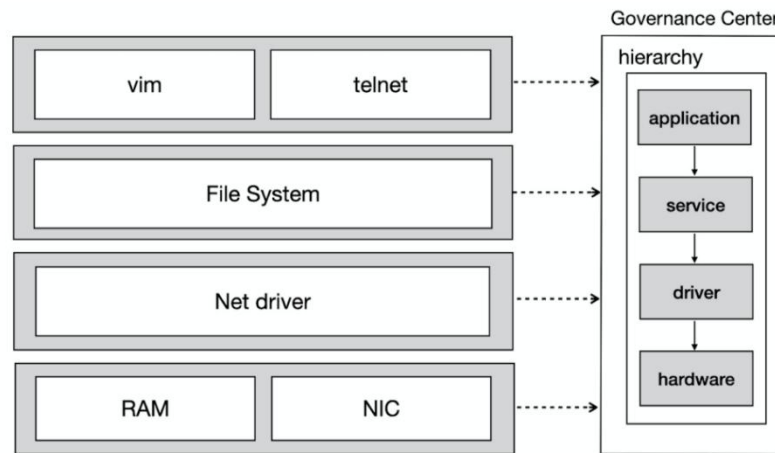 Governance Center
vim
telnet
File System
Net driver
RAM
NIC
hierarchy
application
service
driver
hardware